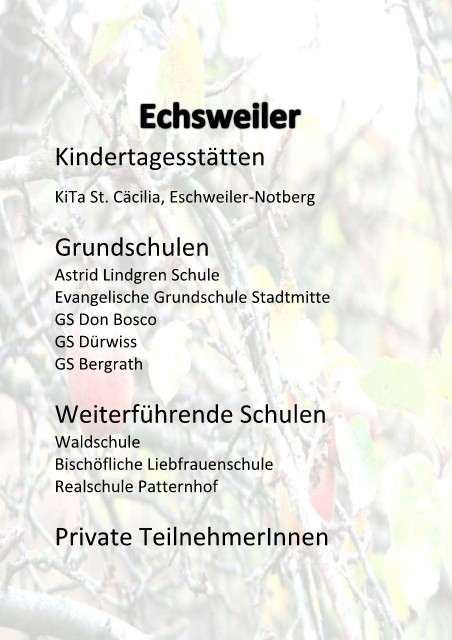 Echsweiler
Kindertagesstätten
KiTa St. Cäcilia, Eschweiler-Notberg
Grundschulen
Astrid Lindgren Schule
Evangelische Grundschule Stadtmitte
GS Don Bosco
GS Dürwiss
GS Bergrath
Weiterführende Schulen
Waldschule
Bischöfliche Liebfrauenschule
Realschule Patternhof
Private TeilnehmerInnen